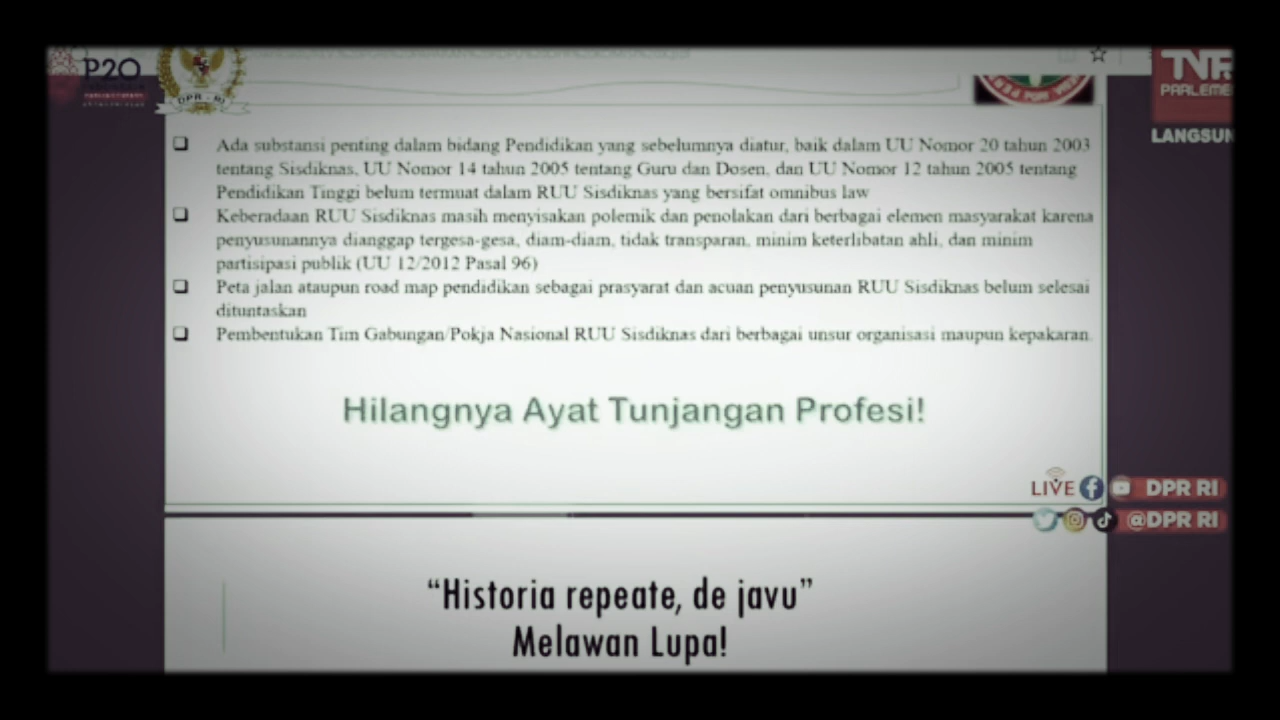 P20
DPR - RI
TVR
PARLEME
LANGSUN
Ada substansi penting dalam bidang Pendidikan yang sebelumnya diatur, baik dalam UU Nomor 20 tahun 2003
tentang Sisdiknas, UU Nomor 14 tahun 2005 tentang Guru dan Dosen, dan UU Nomor 12 tahun 2005 tentang
Pendidikan Tinggi belum termuat dalam RUU Sisdiknas yang bersifat omnibus law
Keberadaan RUU Sisdiknas masih menyisakan polemik dan penolakan dari berbagai elemen masyarakat karena
penyusunannya dianggap tergesa-gesa, diam-diam, tidak transparan, minim keterlibatan ahli, dan minim
partisipasi publik (UU 12/2012 Pasal 96)
Peta jalan ataupun road map pendidikan sebagai prasyarat dan acuan penyusunan RUU Sisdiknas belum selesai
dituntaskan
Pembentukan Tim Gabungan/Pokja Nasional RUU Sisdiknas dari berbagai unsur organisasi maupun kepakaran.
Hilangnya Ayat Tunjangan Profesi!
LIVE DPR RI
@DPR RI
“Historia repeate, de javu”
Melawan Lupa!